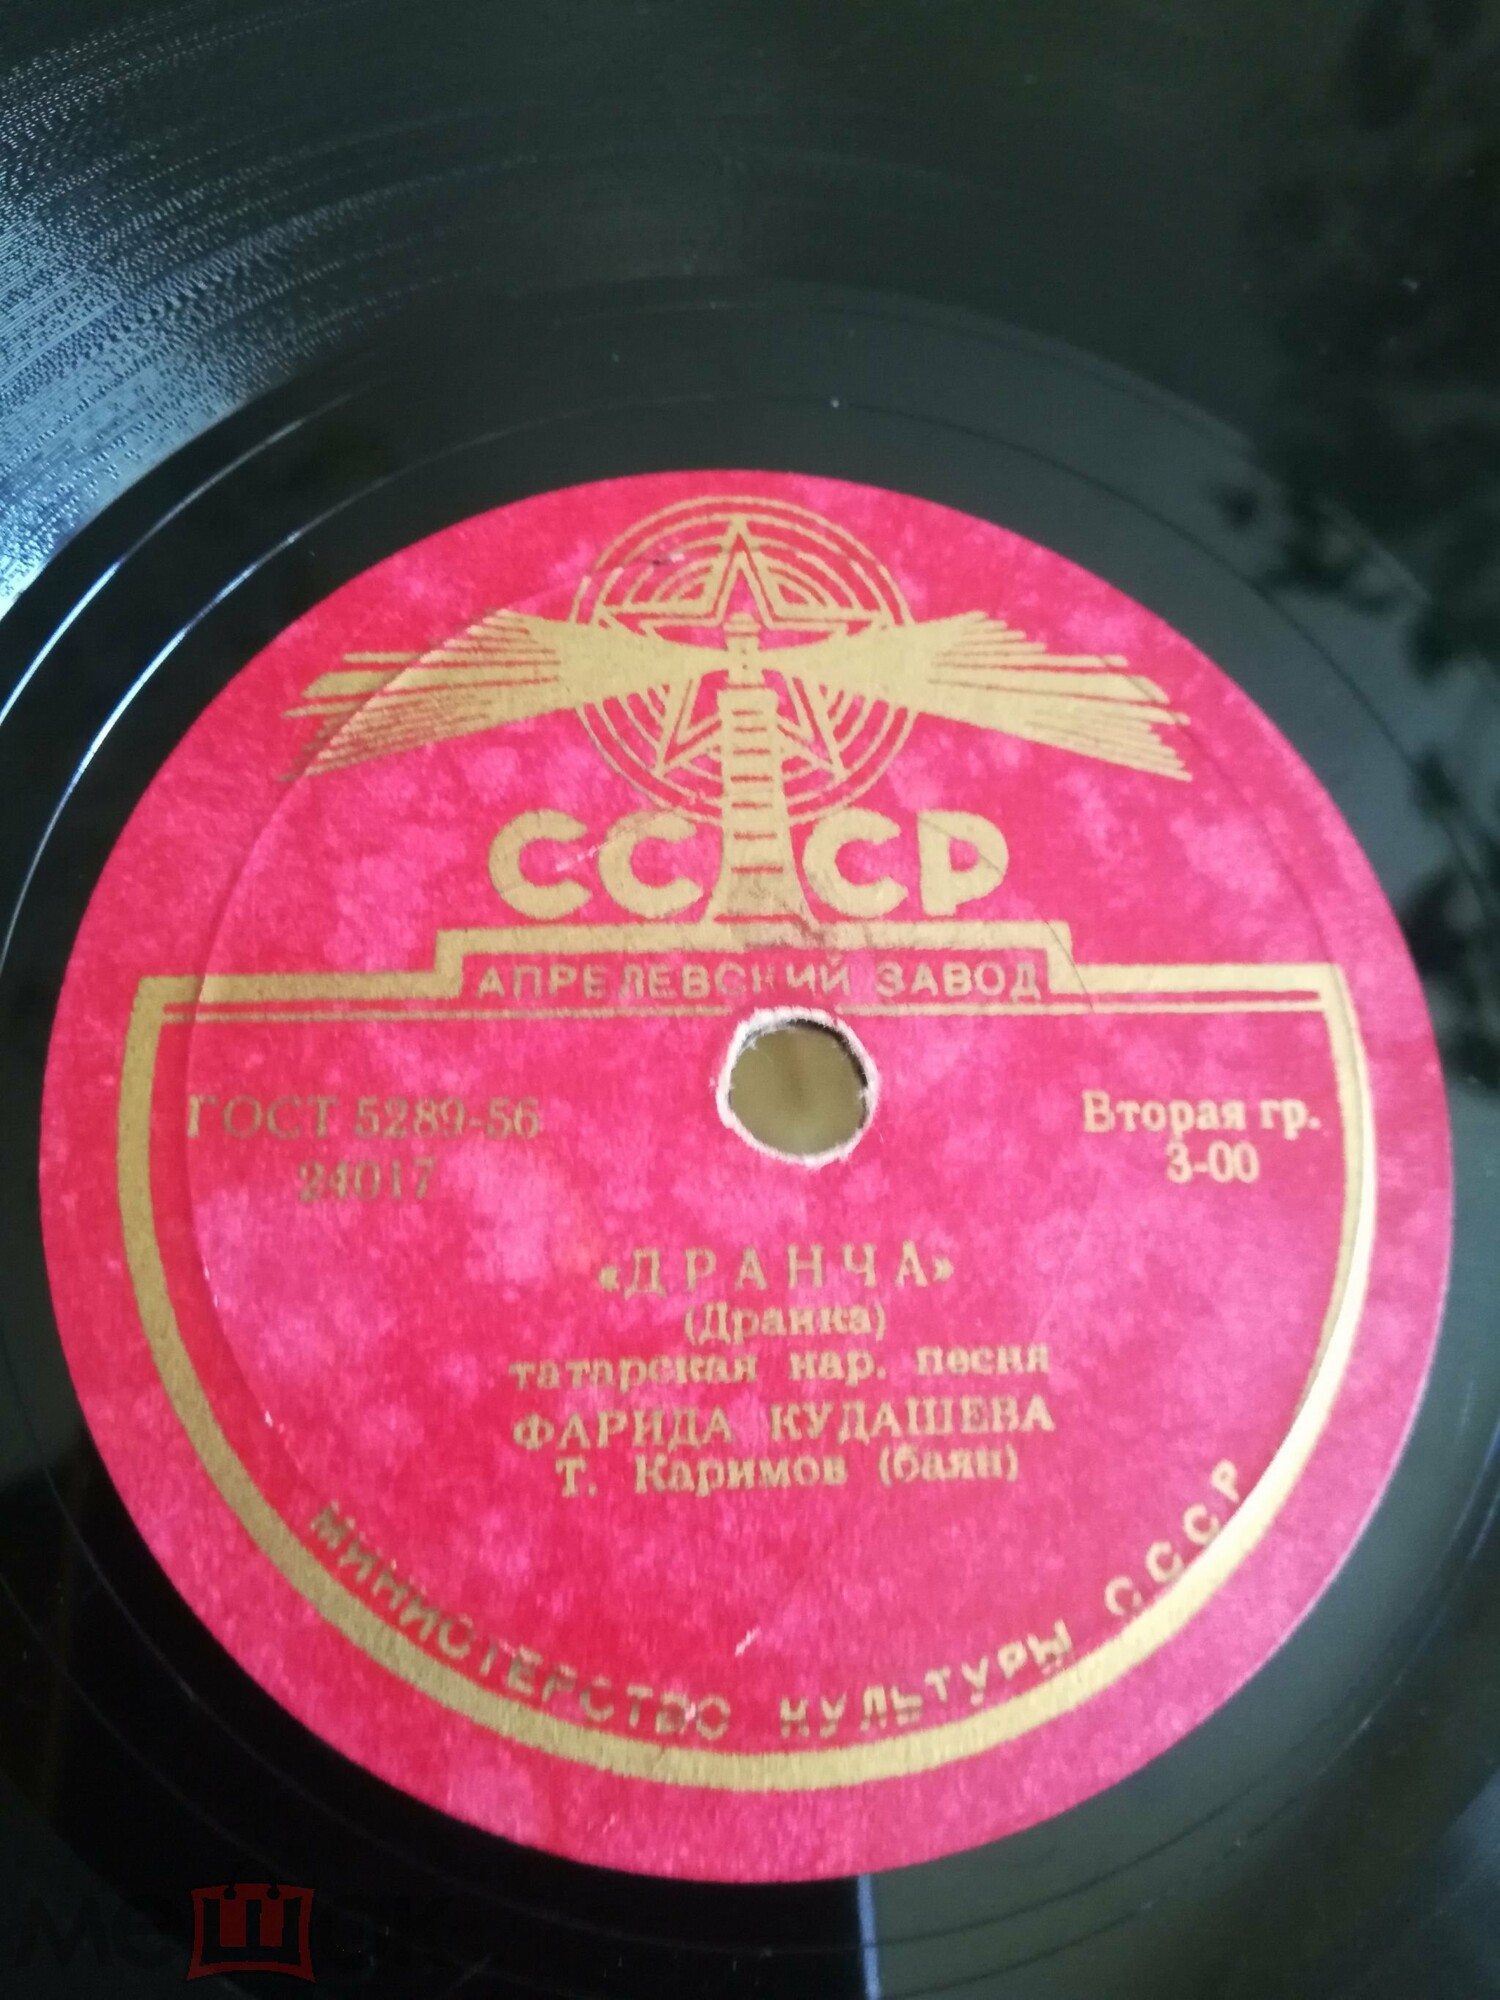 СССР
АПРЕЛЕВСКИЙ ЗАВОД
ГОСТ 5289-56
24017
Вторая гр.
3-00
«ДРАНЧА»
(Дранка)
татарская нар. песня
ФАРИДА КУДАШЕВА
Т. Каримов (баян)
МИНИСТЕРСТВО КУЛЬТУРЫ СССР
МЕШОК